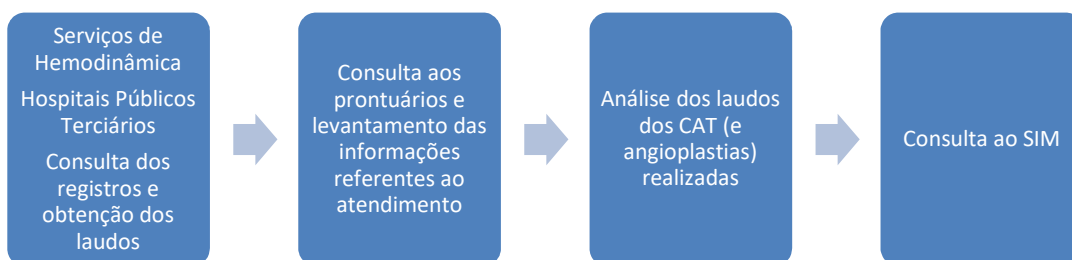 Serviços de
Hemodinâmica
Hospitais Públicos
Terciários
Consulta dos
registros e
obtenção dos
laudos
Consulta aos
prontuários e
levantamento das
informações
referentes ao
atendimento
Análise dos laudos
dos CAT (e
angioplastias)
realizadas
Consulta ao SIM